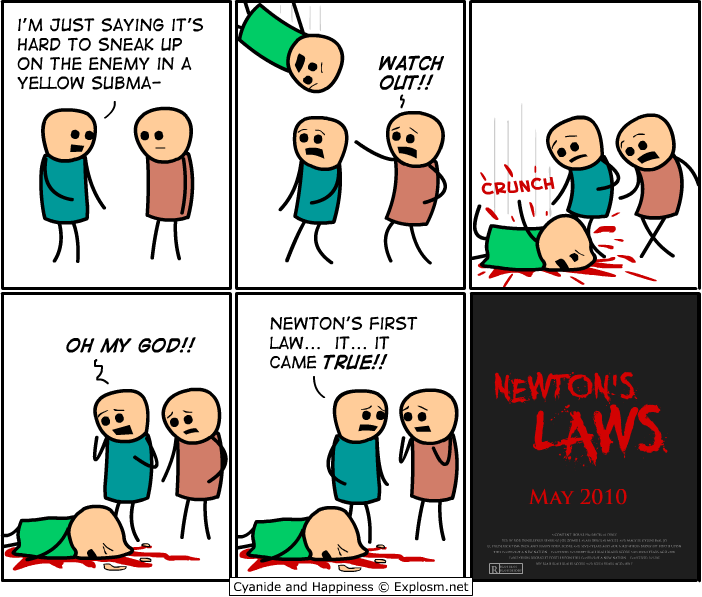 I'M JUST SAYING IT'S
HARD TO SNEAK UP
ON THE ENEMY IN A
YELLOW SUBMA-
WATCH
OUT!!
CRUNCH
OH MY GOD!!
NEWTON'S FIRST
LAW... IT... IT
CAME TRUE!!
NEWTON'S
LAWS
MAY 2010
R
Cyanide and Happiness © Explosm.net